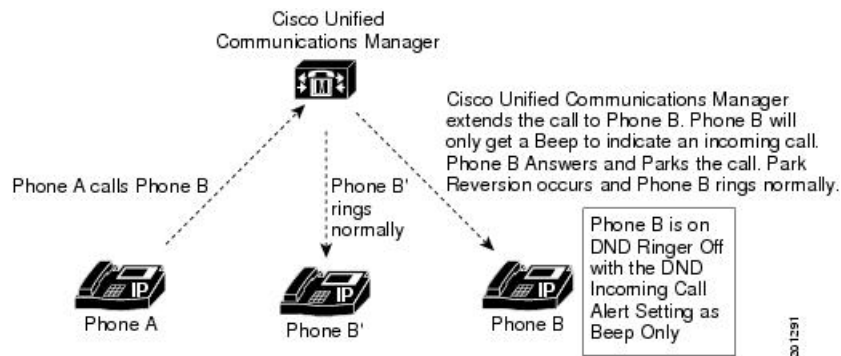 Cisco Unified
Communications Manager
M
Cisco Unified Communications Manager
extends the call to Phone B. Phone B will
only get a Beep to indicate an incoming call.
Phone B Answers and Parks the call. Park
Reversion occurs and Phone B rings normally.
Phone A calls Phone B
Phone B'
rings
normally
Phone B is on
DND Ringer Off
with the DND
Incoming Call
Alert Setting as
Beep Only
IP
IP
IP
Phone A
Phone B'
Phone B
201291